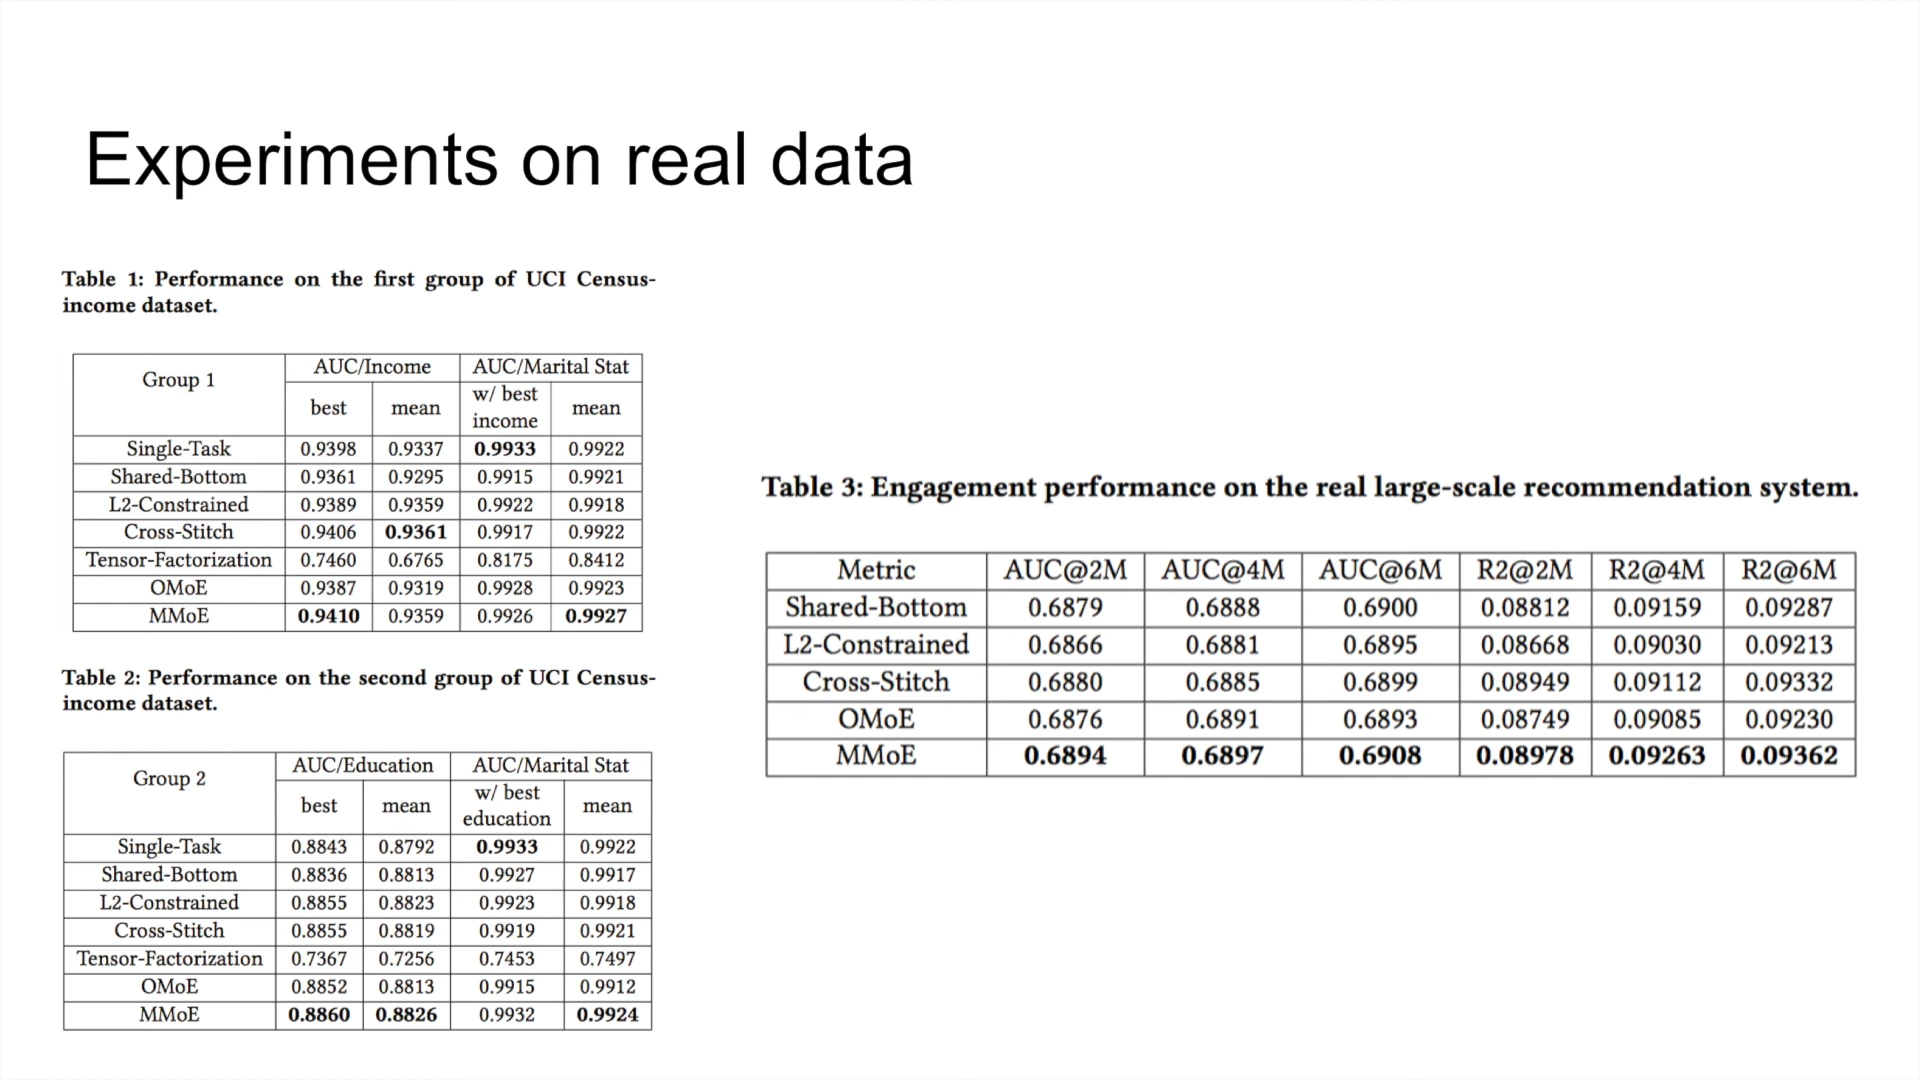 Experiments on real data
Table 1: Performance on the first group of UCI Census-
income dataset.
Group 1 AUC/Income AUC/Marital Stat
best mean w/ best income mean
Single-Task 0.9398 0.9337 0.9933 0.9922
Shared-Bottom 0.9361 0.9295 0.9915 0.9921
L2-Constrained 0.9389 0.9359 0.9922 0.9918
Cross-Stitch 0.9406 0.9361 0.9917 0.9922
Tensor-Factorization 0.7460 0.6765 0.8175 0.8412
OMoE 0.9387 0.9319 0.9928 0.9923
MMoE 0.9410 0.9359 0.9926 0.9927
Table 2: Performance on the second group of UCI Census-
income dataset.
Group 2 AUC/Education AUC/Marital Stat
best mean w/ best education mean
Single-Task 0.8843 0.8792 0.9933 0.9922
Shared-Bottom 0.8836 0.8813 0.9927 0.9917
L2-Constrained 0.8855 0.8823 0.9923 0.9918
Cross-Stitch 0.8855 0.8819 0.9919 0.9921
Tensor-Factorization 0.7367 0.7256 0.7453 0.7497
OMoE 0.8852 0.8813 0.9915 0.9912
MMoE 0.8860 0.8826 0.9932 0.9924
Table 3: Engagement performance on the real large-scale recommendation system.
Metric AUC@2M AUC@4M AUC@6M R2@2M R2@4M R2@6M
Shared-Bottom 0.6879 0.6888 0.6900 0.08812 0.09159 0.09287
L2-Constrained 0.6866 0.6881 0.6895 0.08668 0.09030 0.09213
Cross-Stitch 0.6880 0.6885 0.6899 0.08949 0.09112 0.09332
OMoE 0.6876 0.6891 0.6893 0.08749 0.09085 0.09230
MMoE 0.6894 0.6897 0.6908 0.08978 0.09263 0.09362